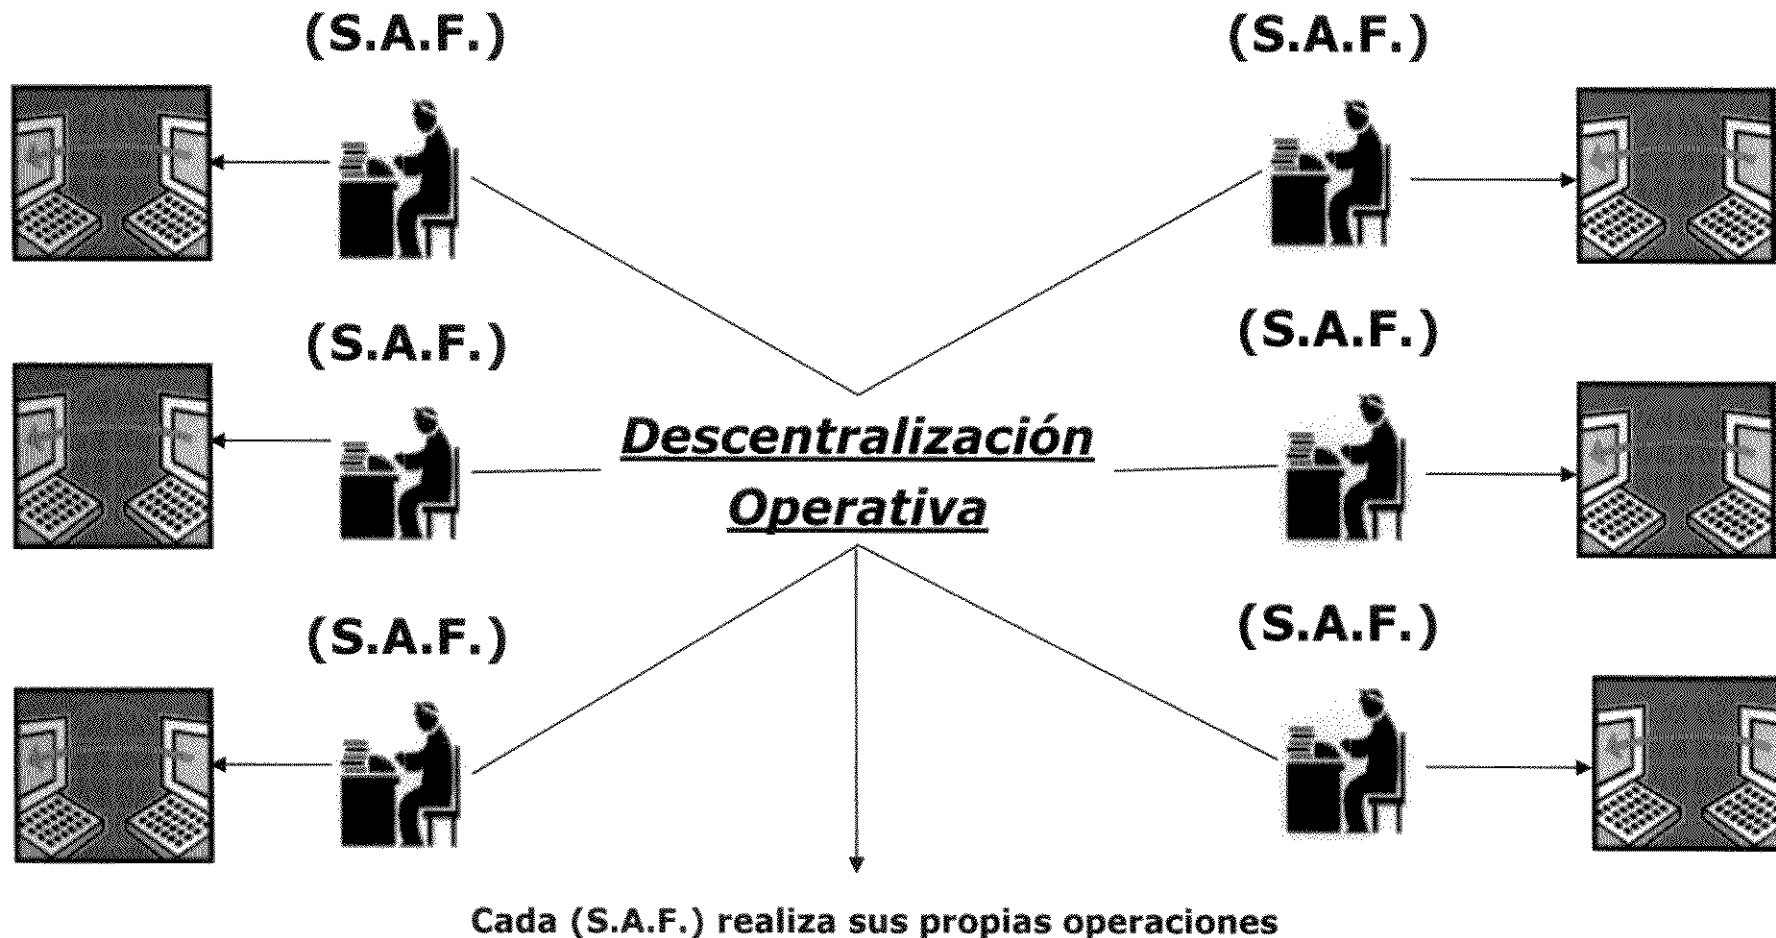 (S.A.F.)
(S.A.F.)
(S.A.F.)
(S.A.F.)
Descentralización
Operativa
(S.A.F.)
(S.A.F.)
Cada (S.A.F.) realiza sus propias operaciones